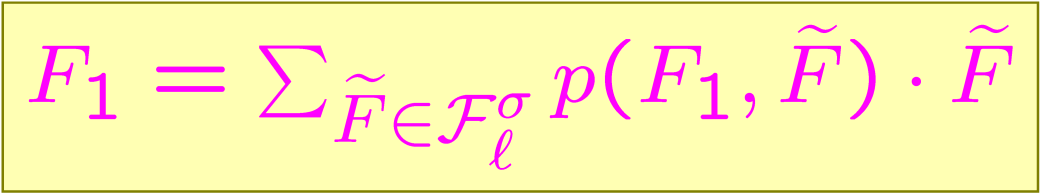 $F_1 = \sum_{\widetilde{F} \in \mathcal{F}_\ell^\sigma} p(F_1, \widetilde{F}) \cdot \widetilde{F}$